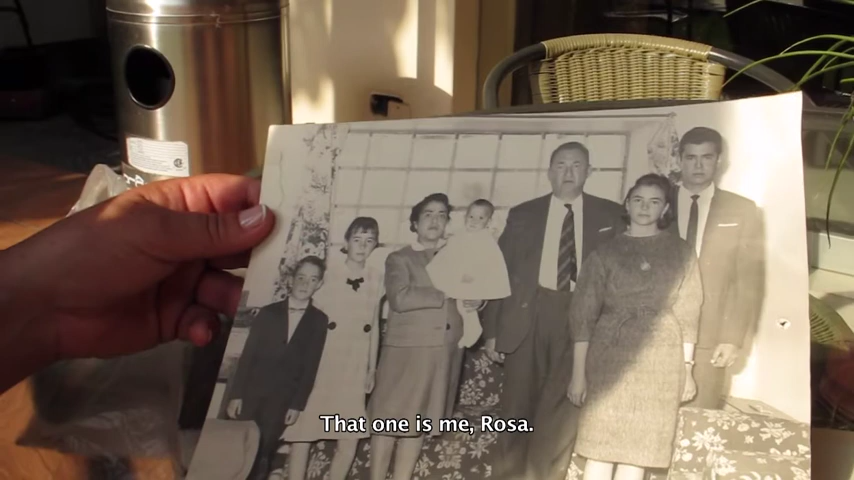 That one is me, Rosa.